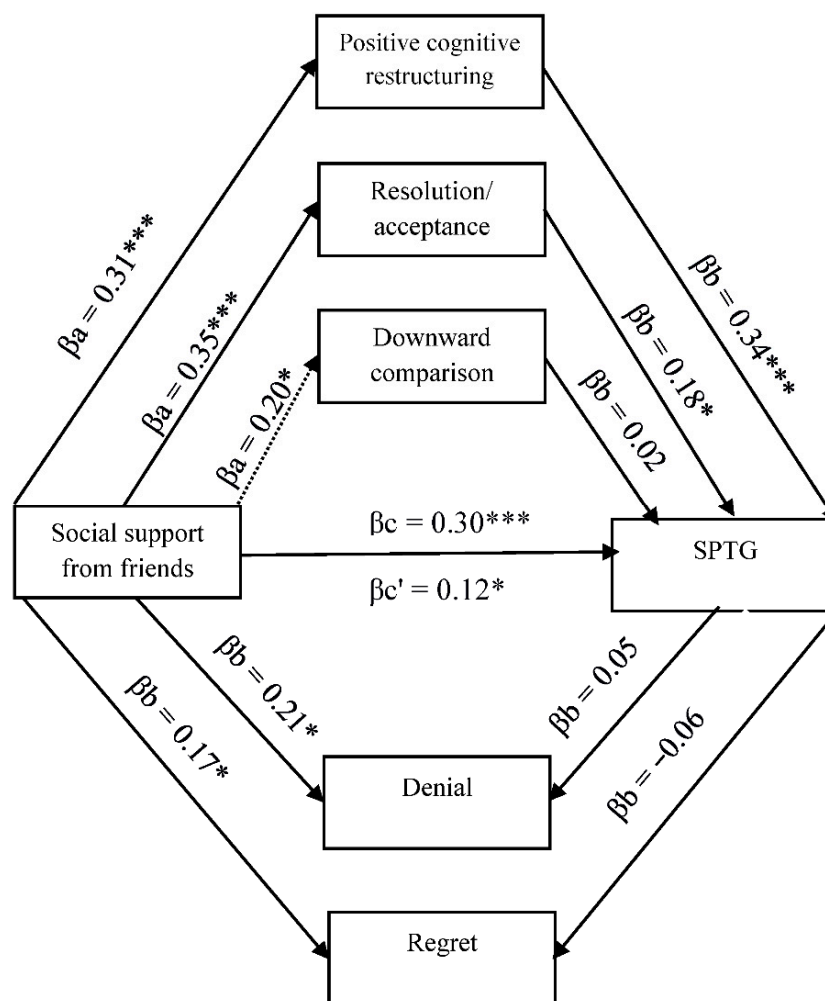 Positive cognitive
restructuring
Resolution/
acceptance
Downward
comparison
βa = 0.31***
βa = 0.35***
βa = 0.20*
βb = 0.34***
βb = 0.18*
βb = 0.02
Social support
from friends
βc = 0.30***
βc' = 0.12*
SPTG
βb = 0.17*
βb = 0.21*
βb = 0.05
βb = −0.06
Denial
Regret